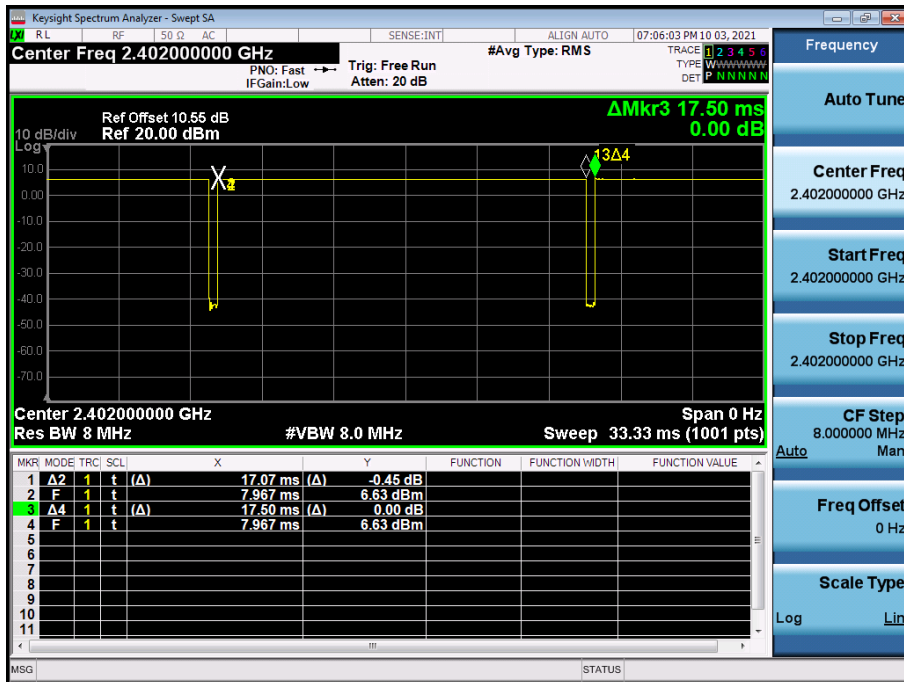 Keysight Spectrum Analyzer - Swept SA
LXI RL RF 50 Ω AC SENSE:INT ALIGN AUTO 07:06:03 PM 10 03, 2021
Center Freq 2.402000000 GHz
PNO: Fast
IFGain:Low
Trig: Free Run
Atten: 20 dB
#Avg Type: RMS
TRACE 1 2 3 4 5 6
TYPE WWWWWW
DET P N N N N N
ΔMkr3 17.50 ms
0.00 dB
Ref Offset 10.55 dB
Ref 20.00 dBm
10 dB/div
Log
10.0
0.00
-10.0
-20.0
-30.0
-40.0
-50.0
-60.0
-70.0
13Δ4
Center 2.402000000 GHz
Span 0 Hz
Res BW 8 MHz
#VBW 8.0 MHz
Sweep 33.33 ms (1001 pts)
MKR MODE TRC SCL X Y FUNCTION FUNCTION WIDTH FUNCTION VALUE
1 Δ2 1 t (Δ) 17.07 ms (Δ) -0.45 dB
2 F 1 t 7.967 ms 6.63 dBm
3 Δ4 1 t (Δ) 17.50 ms (Δ) 0.00 dB
4 F 1 t 7.967 ms 6.63 dBm
5
6
7
8
9
10
11
MSG
STATUS
Frequency
Auto Tune
Center Freq
2.402000000 GHz
Start Freq
2.402000000 GHz
Stop Freq
2.402000000 GHz
CF Step
8.000000 MHz
Auto Man
Freq Offset
0 Hz
Scale Type
Log Lin